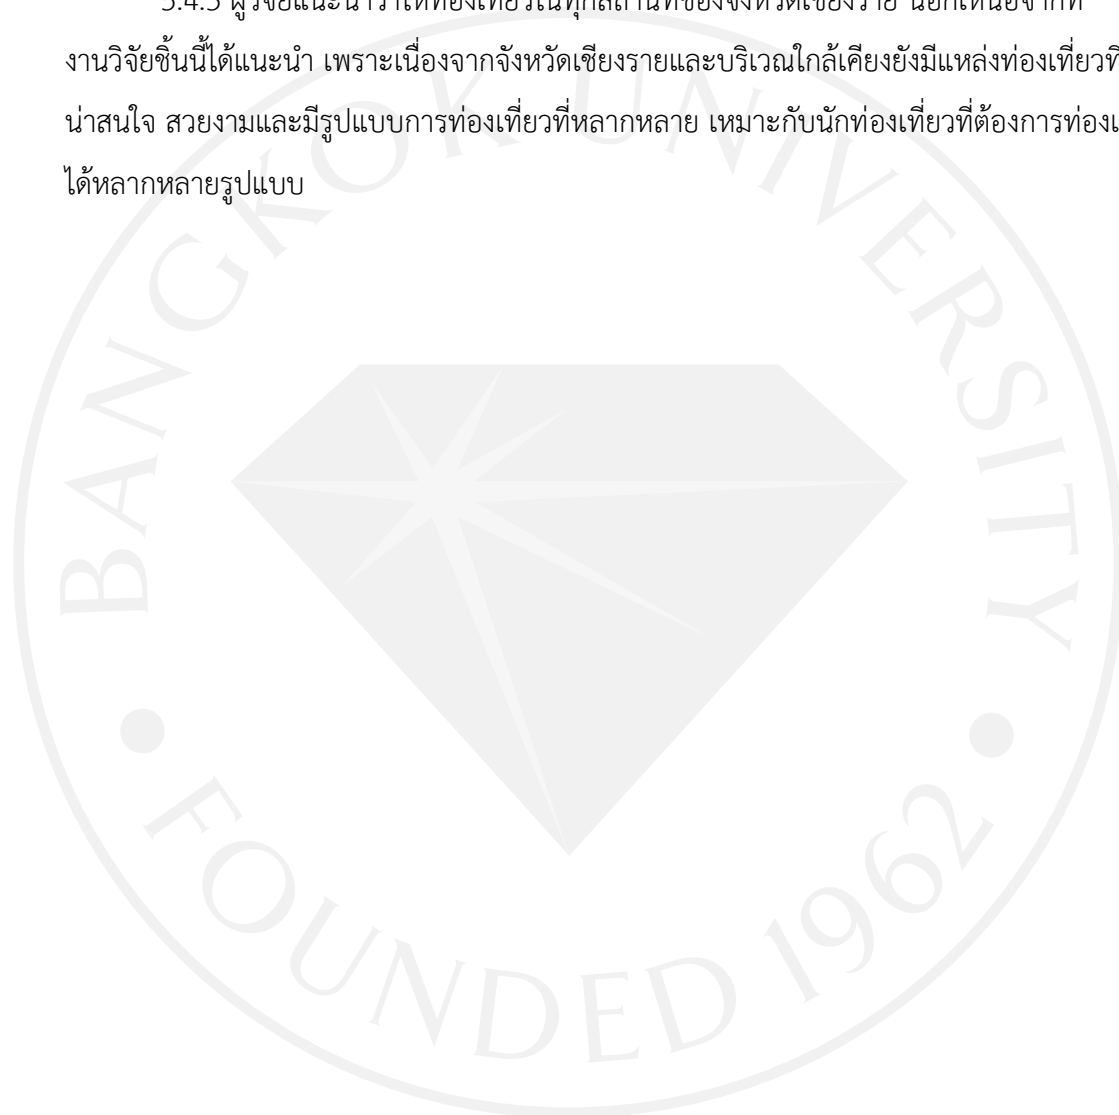 5.4.5 ผู้วิจัยแนะนำว่าให้ท่องเที่ยวในทุกสถานที่ของจังหวัดเชียงราย นอกเหนือจากที่
งานวิจัยชิ้นนี้ได้แนะนำ เพราะเนื่องจากจังหวัดเชียงรายและบริเวณใกล้เคียงยังมีแหล่งท่องเที่ยวที่
น่าสนใจ สวยงามและมีรูปแบบการท่องเที่ยวที่หลากหลาย เหมาะกับนักท่องเที่ยวที่ต้องการท่อง
ได้หลากหลายรูปแบบ
BANGKOK UNIVERSITY
FOUNDED 1962